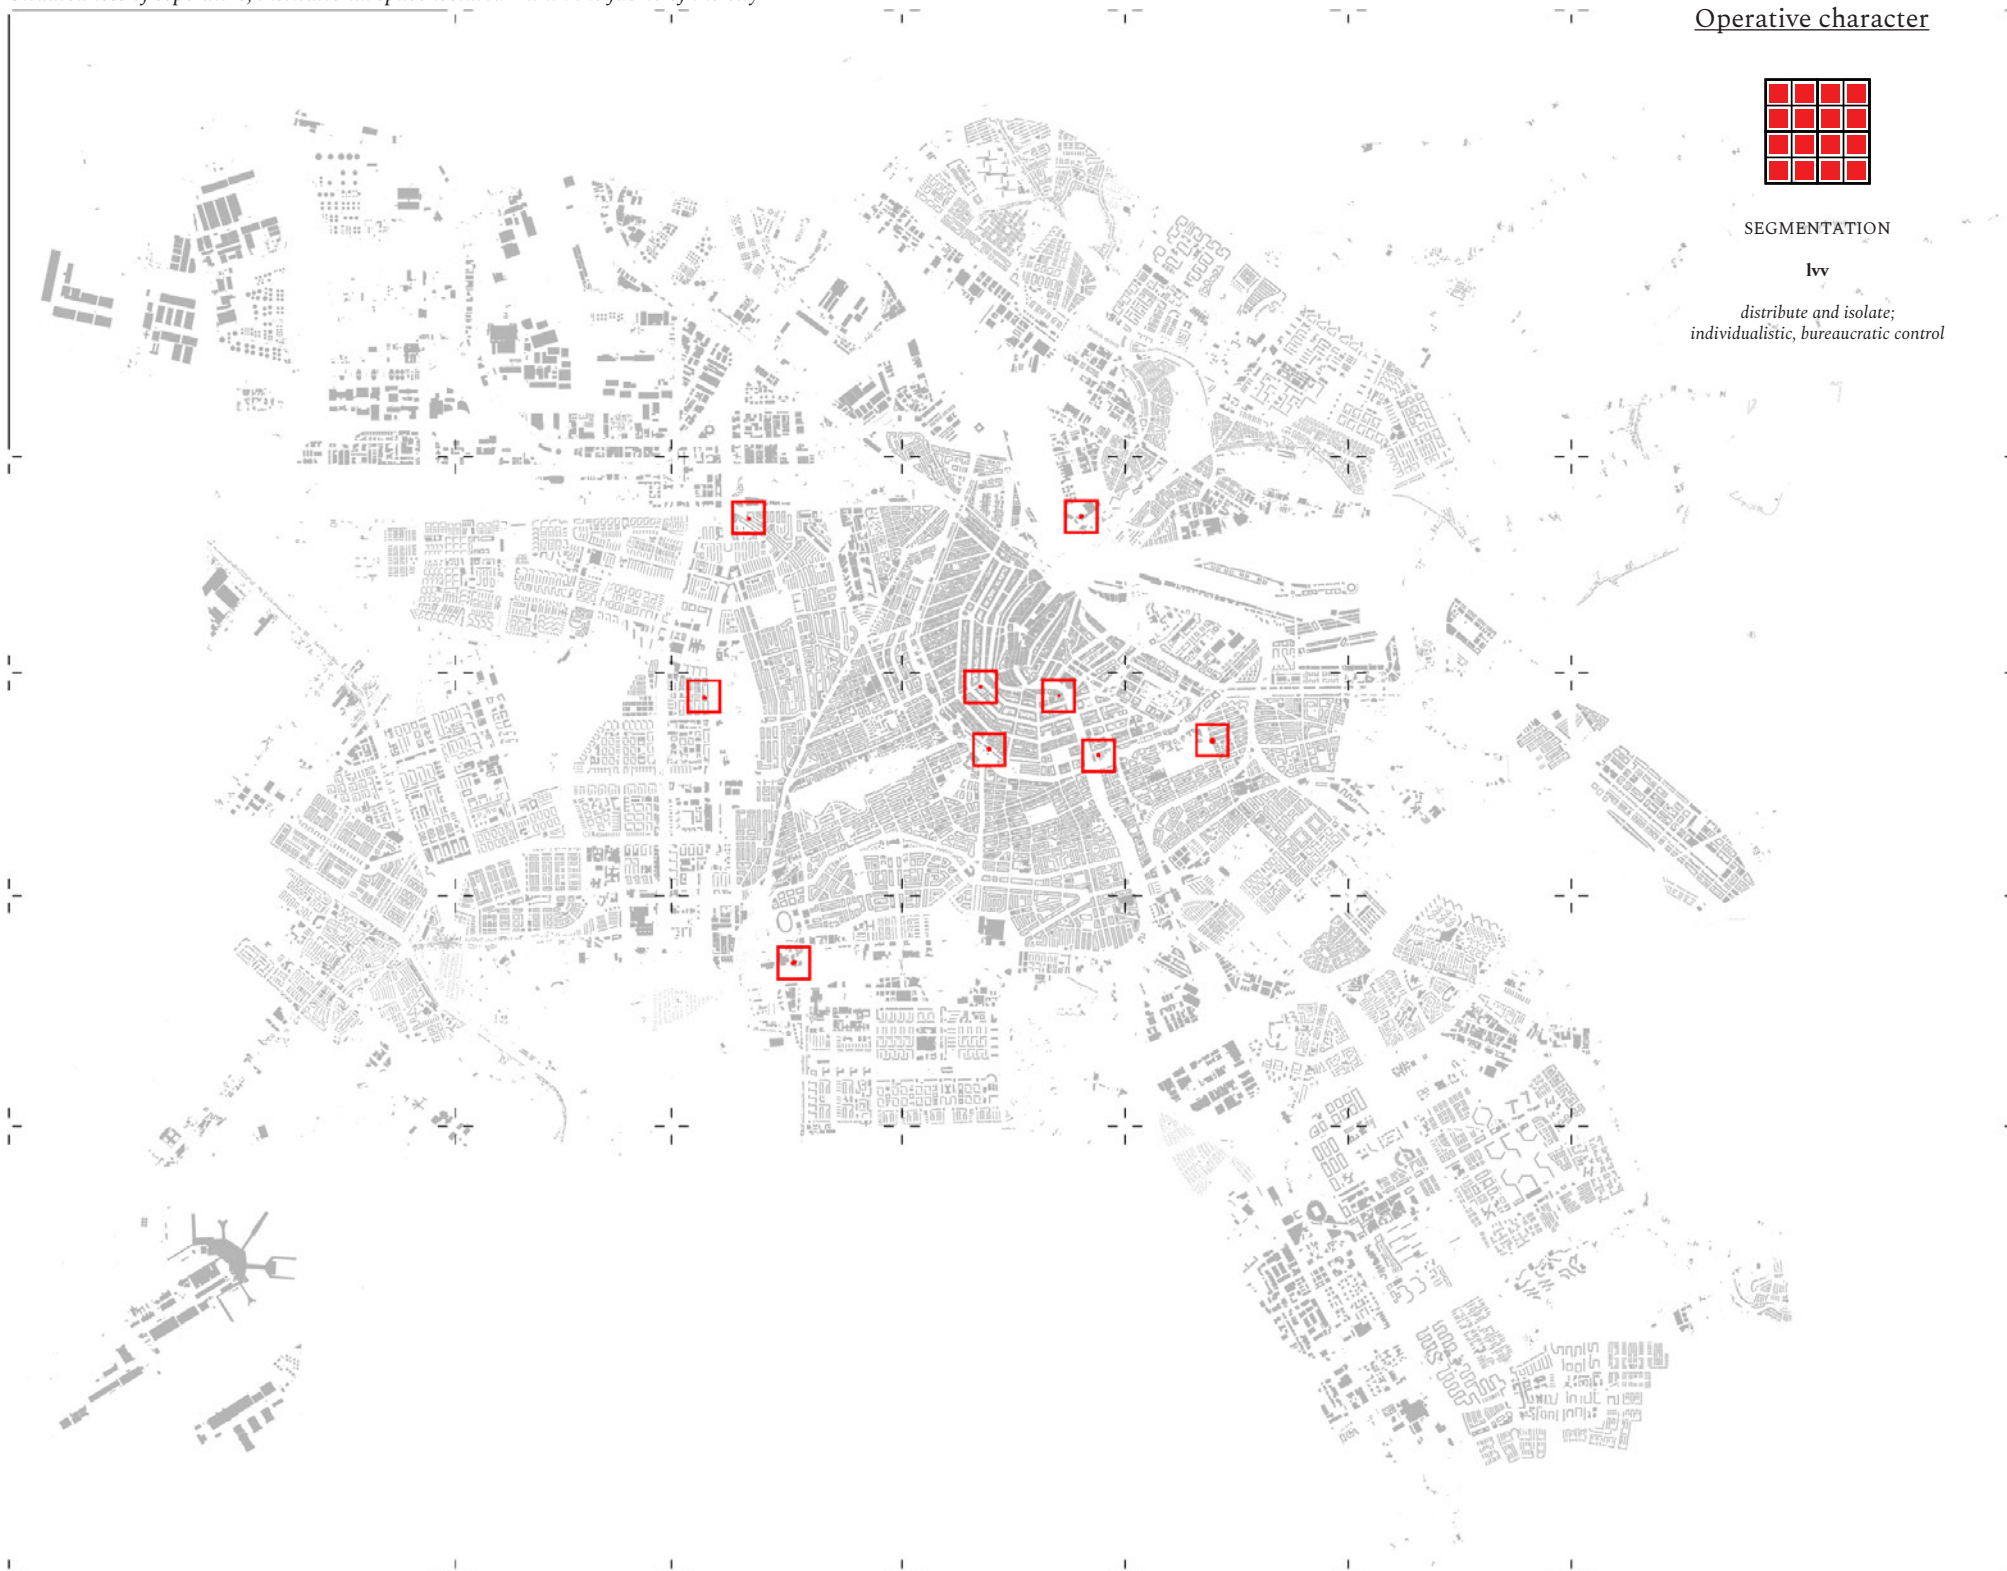 Operative character
SEGMENTATION
lvv
distribute and isolate;
individualistic, bureaucratic control